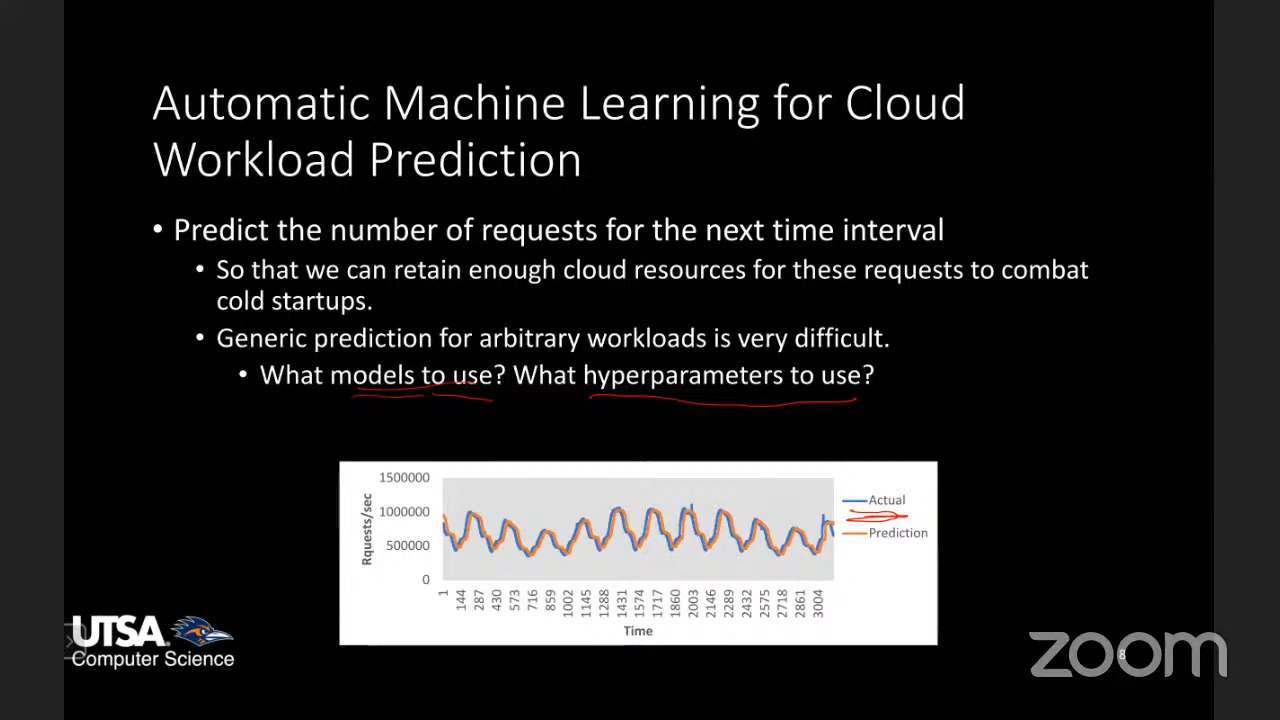 Automatic Machine Learning for Cloud
Workload Prediction
• Predict the number of requests for the next time interval
• So that we can retain enough cloud resources for these requests to combat
cold startups.
• Generic prediction for arbitrary workloads is very difficult.
• What models to use? What hyperparameters to use?
1500000
1000000
500000
0
Rquests/sec
Actual
Prediction
1 144 287 430 573 716 859 1002 1145 1288 1431 1574 1717 1860 2003 2146 2289 2432 2575 2718 2861 3004
Time
UTSA
Computer Science
8
zoom